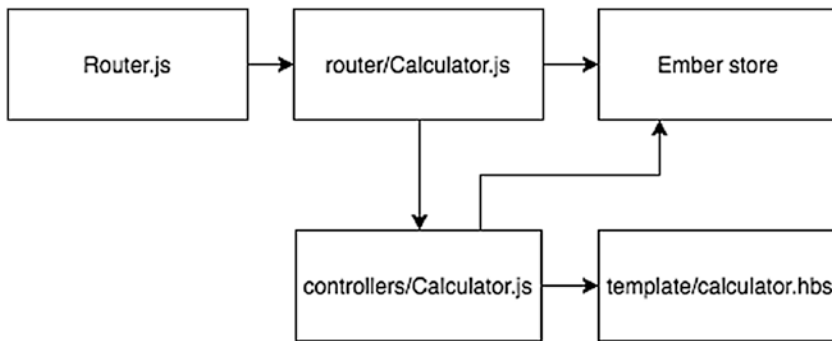 Router.js
router/Calculator.js
Ember store
controllers/Calculator.js
template/calculator.hbs